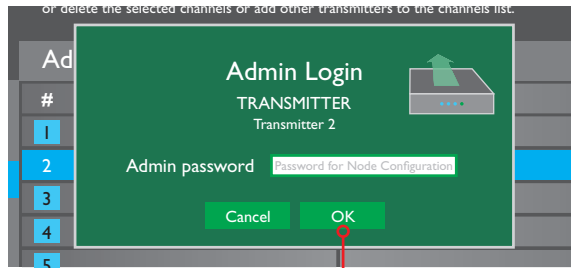 or delete the selected channels or add other transmitters to the channels list.
Ad
Admin Login
#
TRANSMITTER
Transmitter 2
1
2
Admin password Password for Node Configuration
3
Cancel OK
4
5